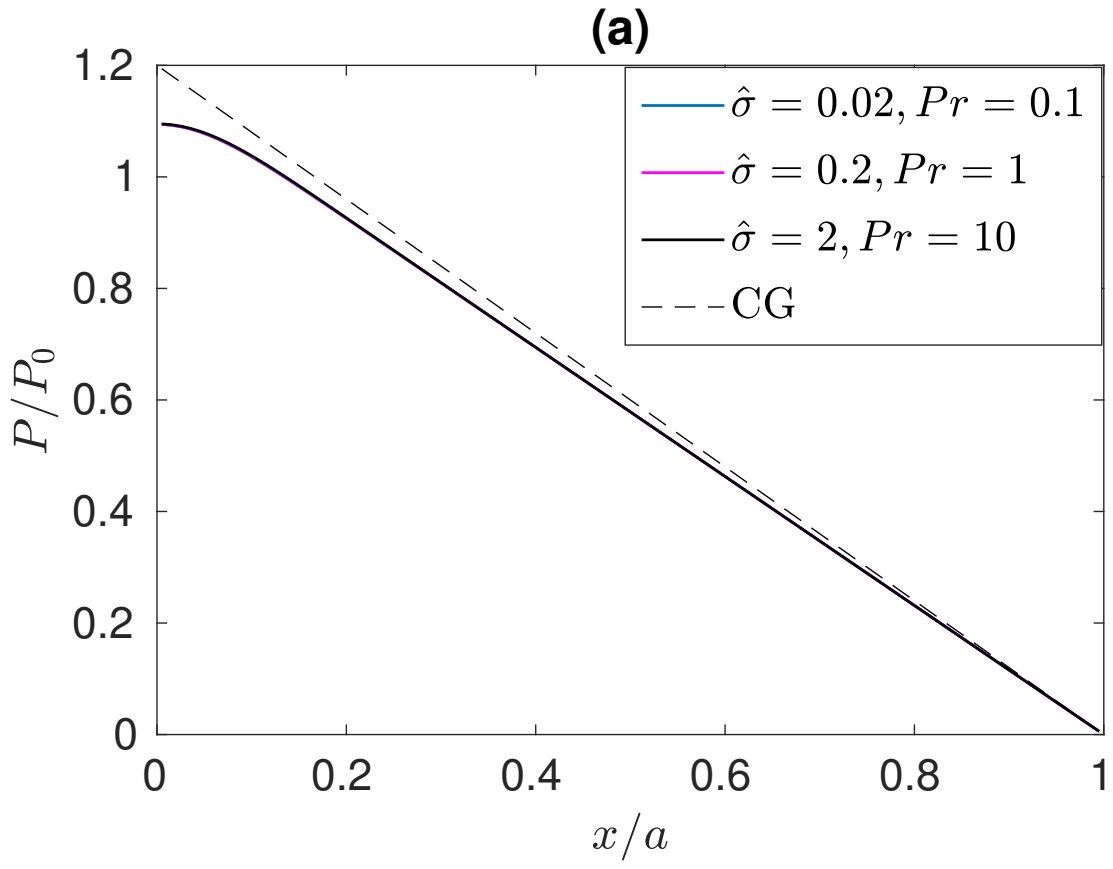 (a)
1.2
1
0.8
0.6
0.4
0.2
0
P/P₀
σ̂ = 0.02, Pr = 0.1
σ̂ = 0.2, Pr = 1
σ̂ = 2, Pr = 10
CG
0 0.2 0.4 0.6 0.8 1
x/a